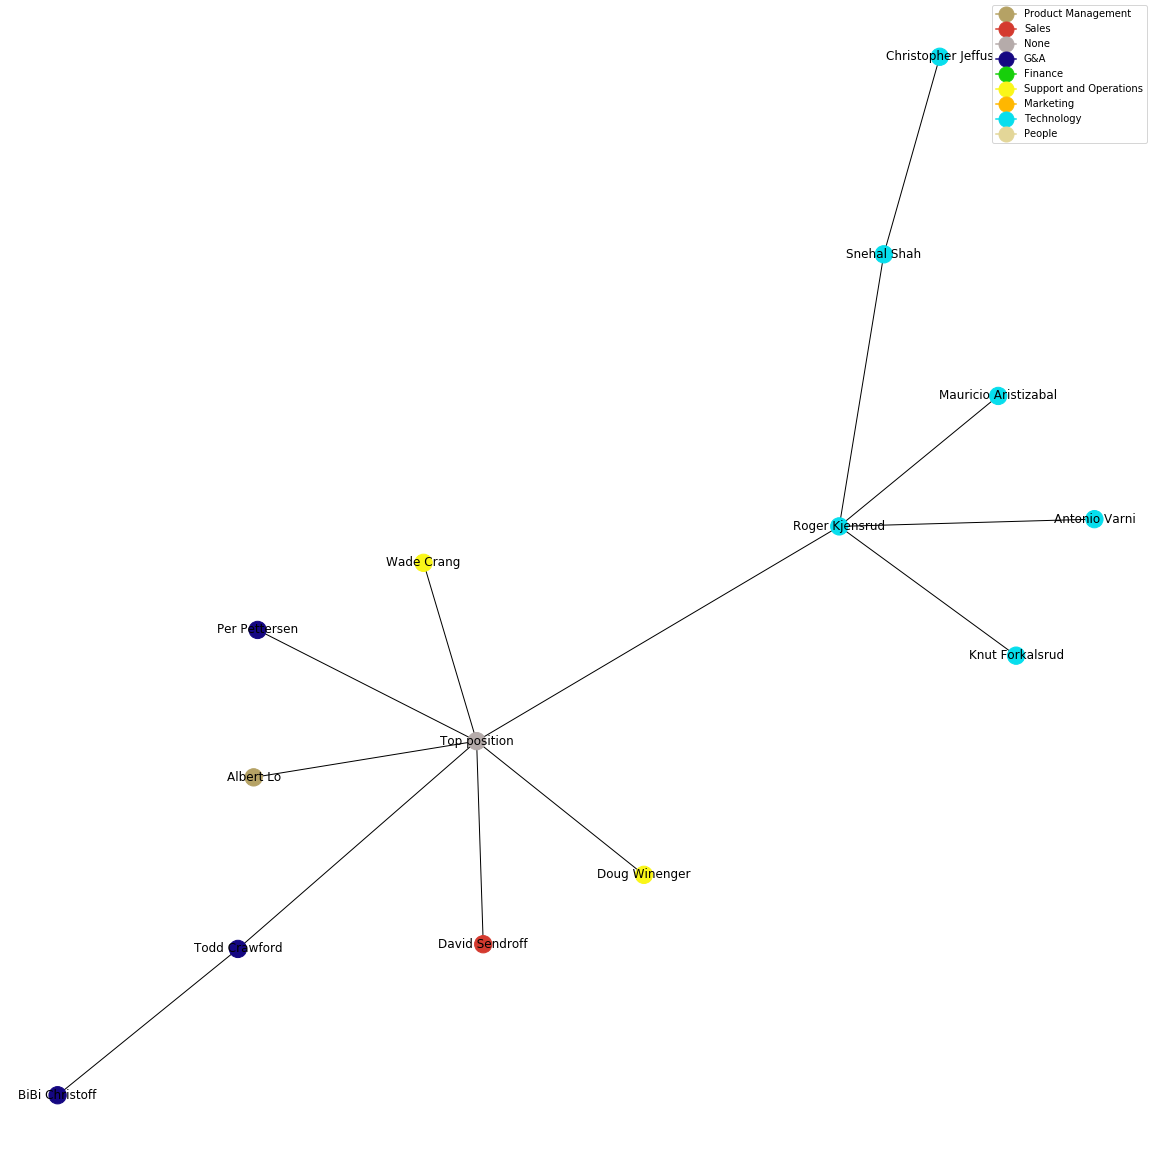 Product Management
Sales
None
G&A
Finance
Support and Operations
Marketing
Technology
People
Christopher Jeffus
Snehal Shah
Mauricio Aristizabal
Antonio Varni
Roger Kjensrud
Wade Crang
Per Pettersen
Knut Forkalsrud
Top position
Albert Lo
Doug Winenger
David Sendroff
Todd Crawford
BiBi Christoff